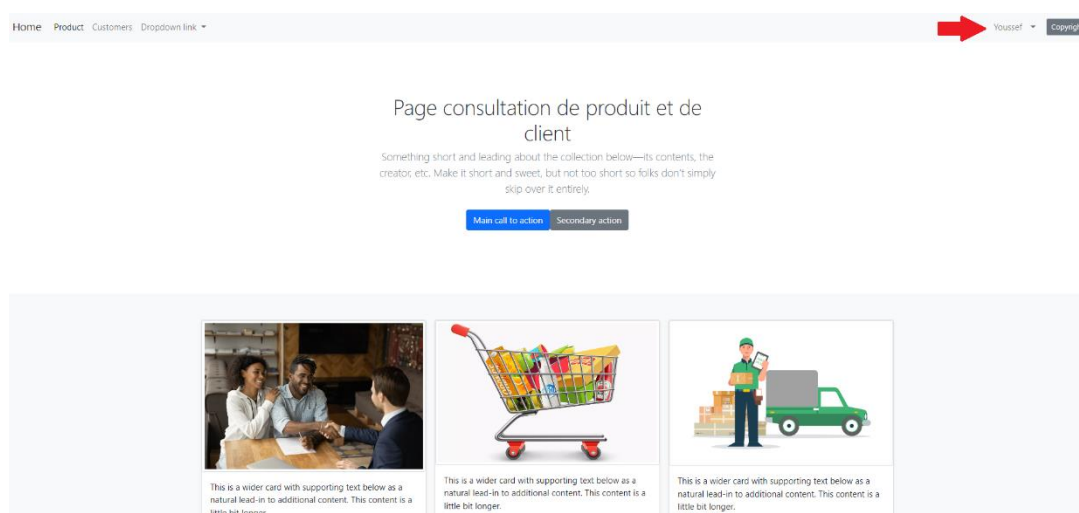 Home Product Customers Dropdown link
Youssef
Page consultation de produit et de
client
Something short and leading about the collection below—its contents, the
creator, etc. Make it short and sweet, but not too short so folks don't simply
skip over it entirely.
Main call to action Secondary action
This is a wider card with supporting text below as a
natural lead-in to additional content. This content is a
little bit longer.
This is a wider card with supporting text below as a
natural lead-in to additional content. This content is a
little bit longer.
This is a wider card with supporting text below as a
natural lead-in to additional content. This content is a
little bit longer.